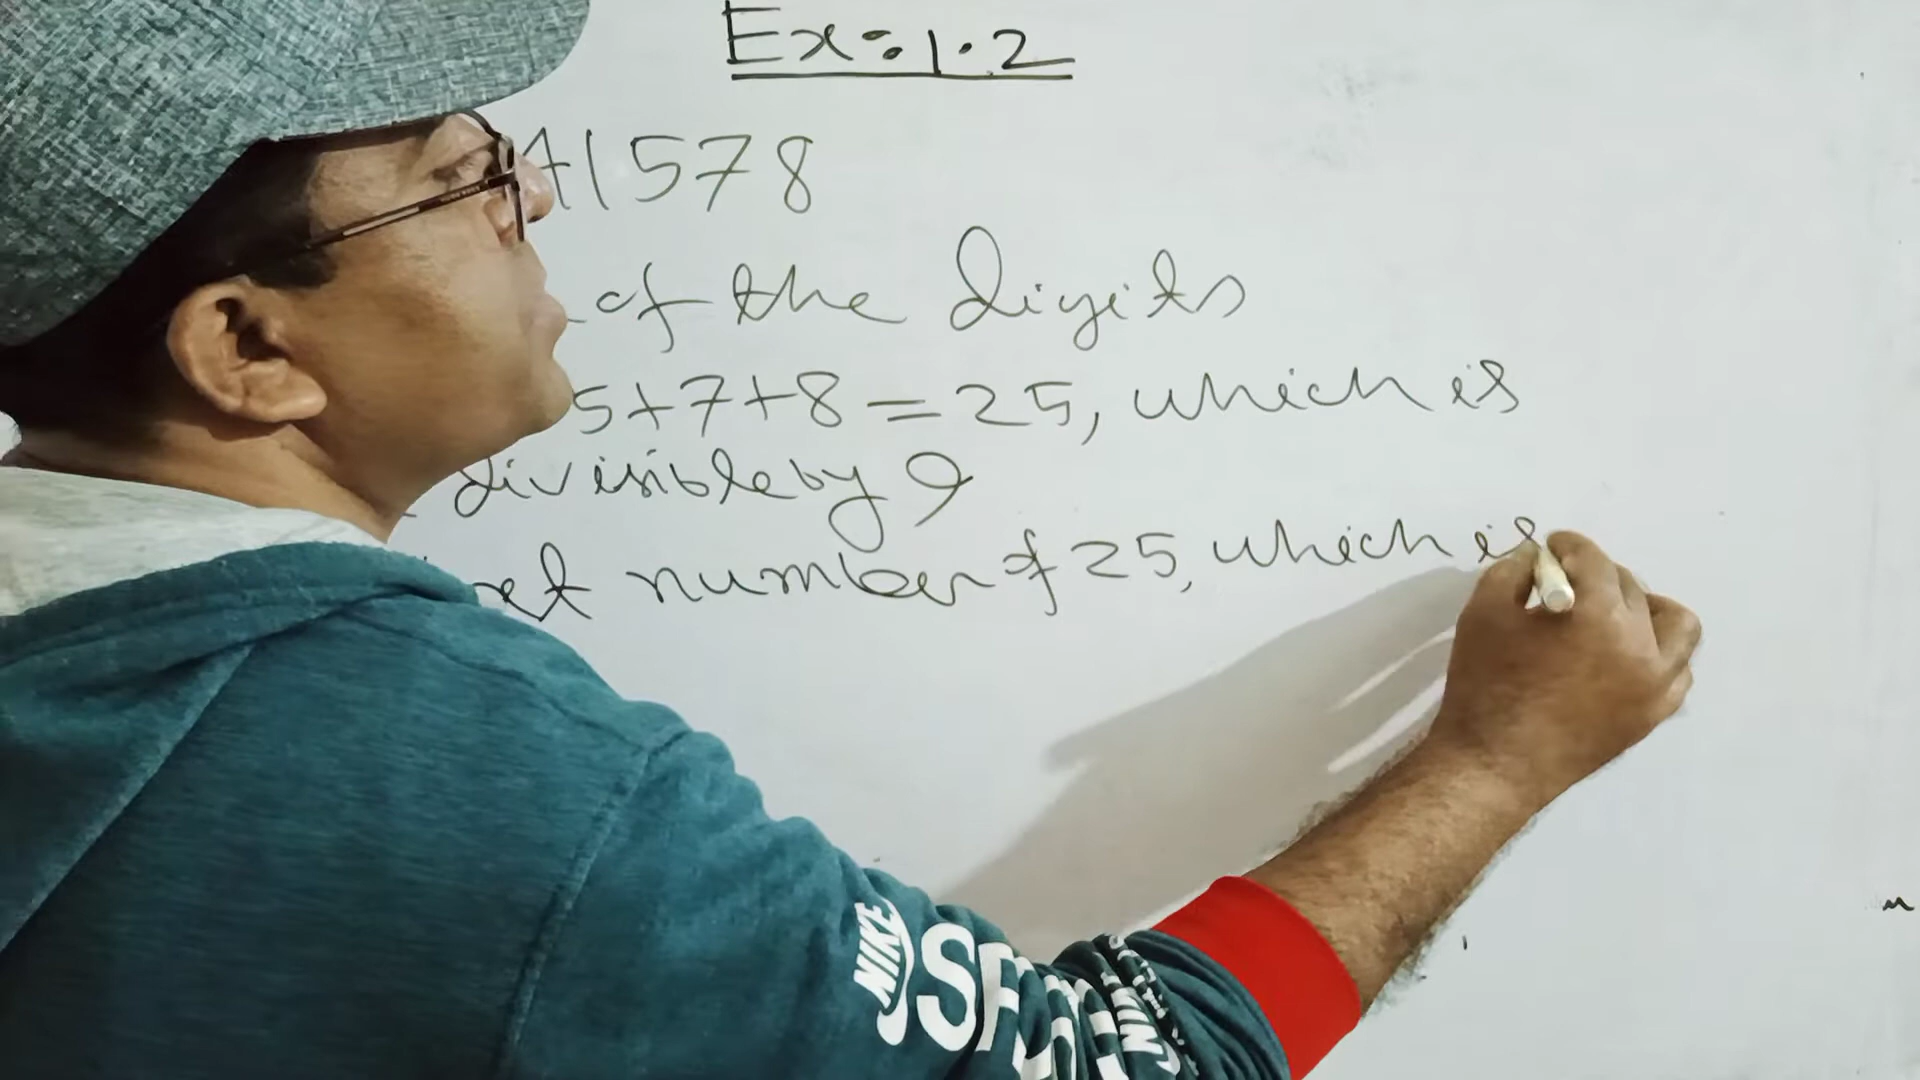 Ex: 1.2
41578
of the digits
5+7+8=25, which is
divisible by 9
number of 25, which is
NIKE